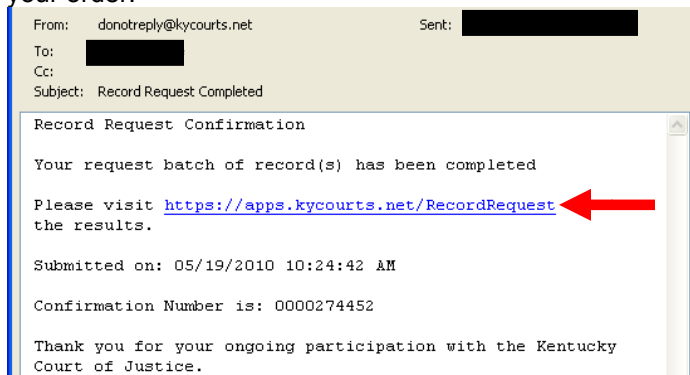 your order.
From: donotreply@kycourts.net Sent:
To:
Cc:
Subject: Record Request Completed
Record Request Confirmation
Your request batch of record(s) has been completed
Please visit https://apps.kycourts.net/RecordRequest
the results.
Submitted on: 05/19/2010 10:24:42 AM
Confirmation Number is: 0000274452
Thank you for your ongoing participation with the Kentucky
Court of Justice.